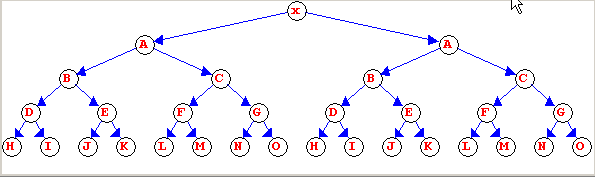 x
A A
B C B C
D E F G D E F G
H I J K L M N O H I J K L M N O